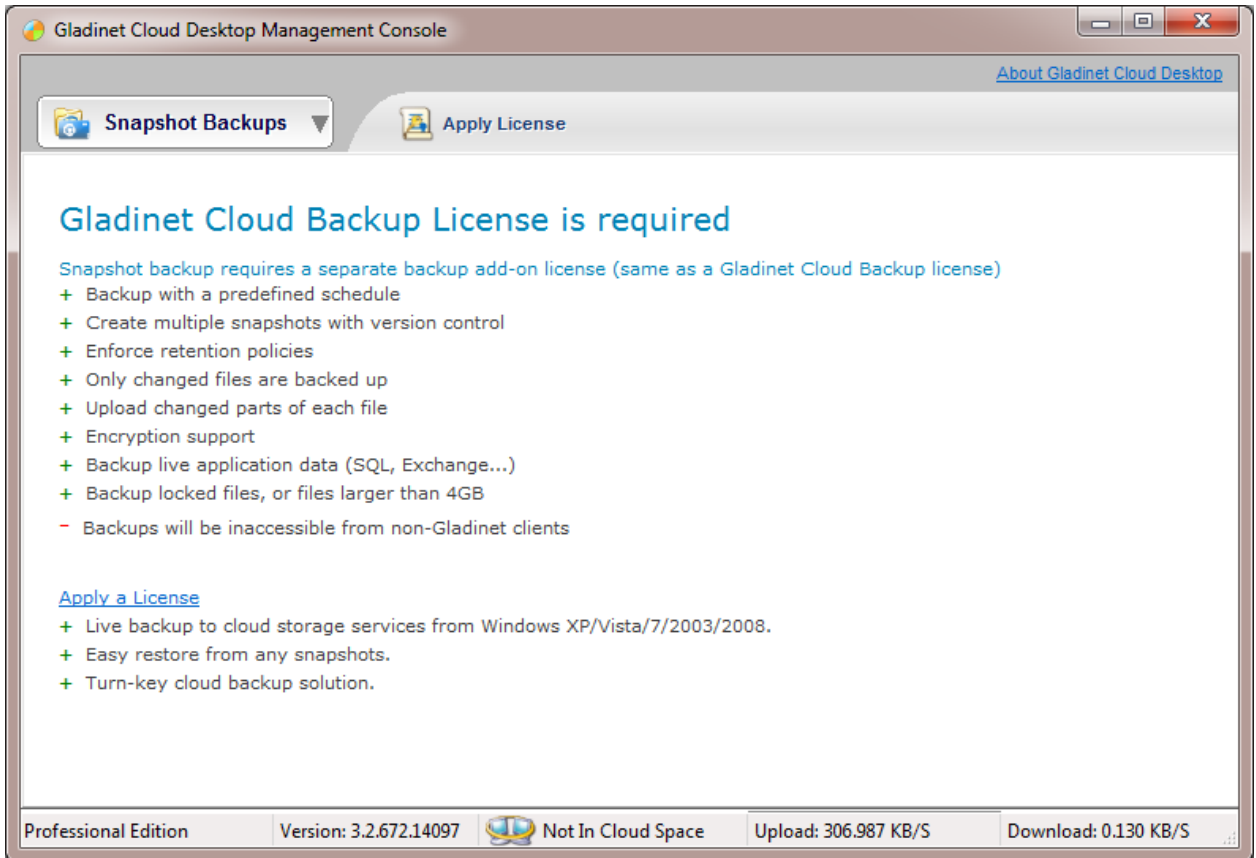 Gladinet Cloud Desktop Management Console
About Gladinet Cloud Desktop
Snapshot Backups
Apply License
Gladinet Cloud Backup License is required
Snapshot backup requires a separate backup add-on license (same as a Gladinet Cloud Backup license)
+ Backup with a predefined schedule
+ Create multiple snapshots with version control
+ Enforce retention policies
+ Only changed files are backed up
+ Upload changed parts of each file
+ Encryption support
+ Backup live application data (SQL, Exchange...)
+ Backup locked files, or files larger than 4GB
- Backups will be inaccessible from non-Gladinet clients
Apply a License
+ Live backup to cloud storage services from Windows XP/Vista/7/2003/2008.
+ Easy restore from any snapshots.
+ Turn-key cloud backup solution.
Professional Edition Version: 3.2.672.14097 Not In Cloud Space Upload: 306.987 KB/S Download: 0.130 KB/S